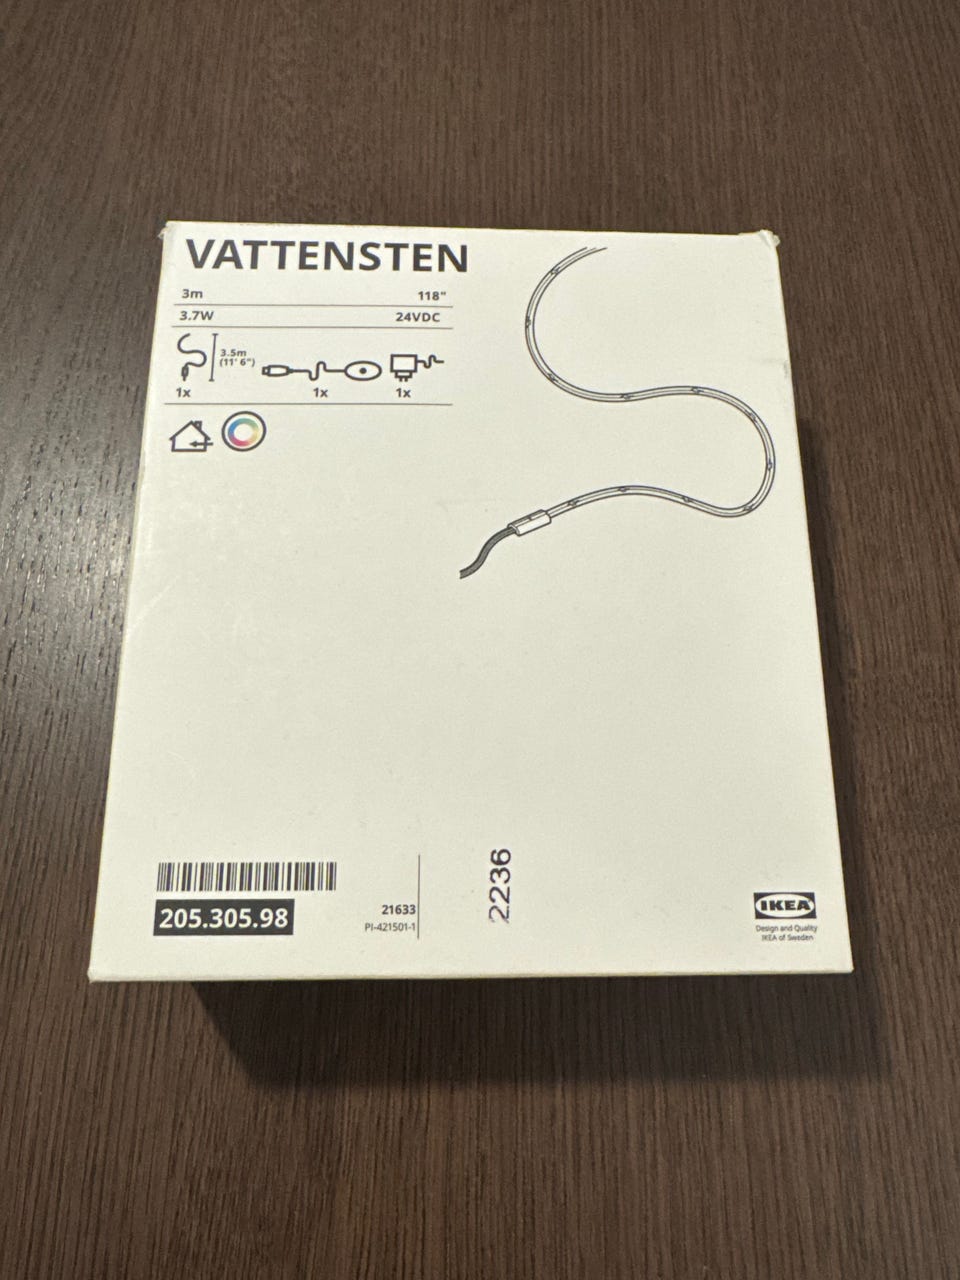 VATTENSTEN
3m 118"
3.7W 24VDC
3.5m
(11' 6")
1x 1x 1x
205.305.98
21633
PI-421501-1
2236
IKEA
Design and Quality
IKEA of Sweden